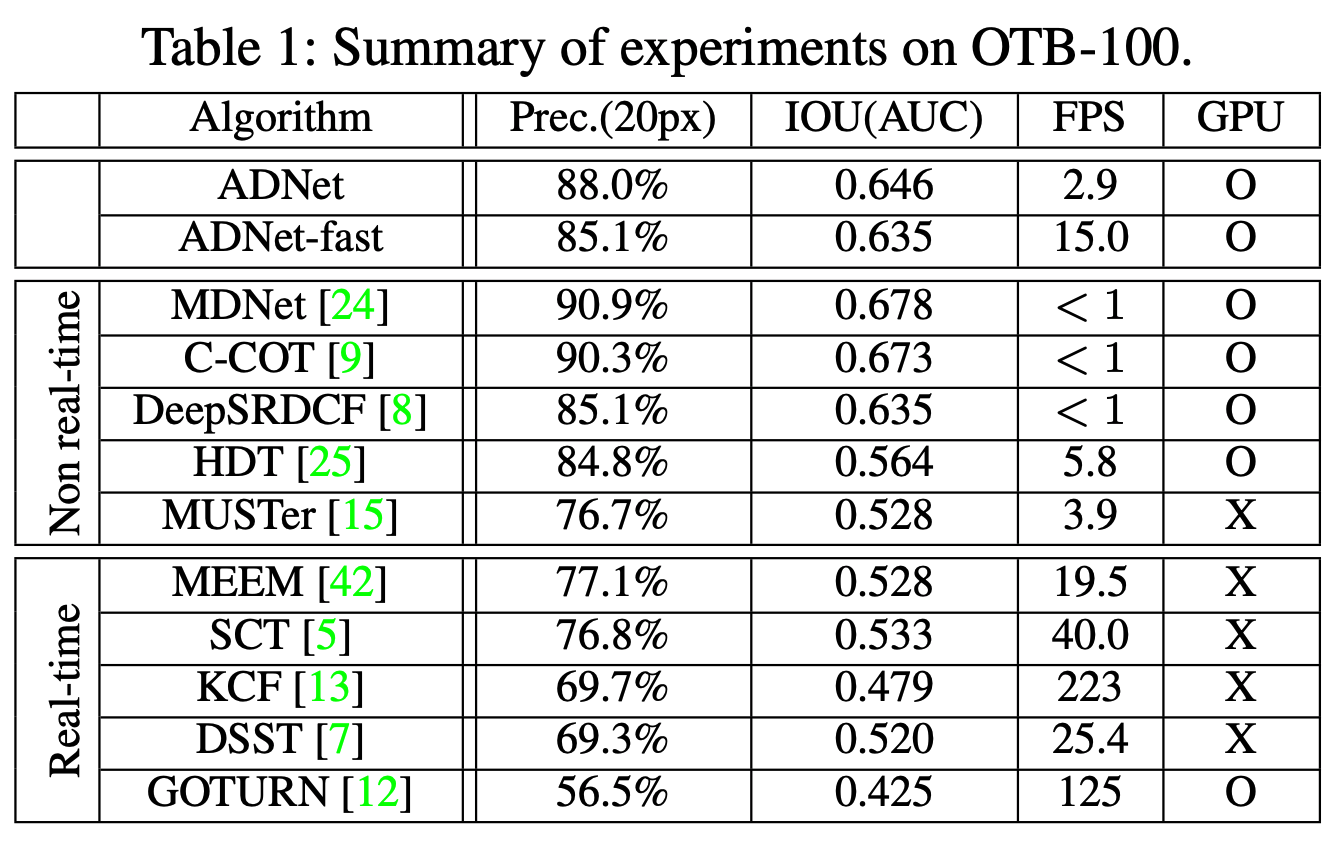 Table 1: Summary of experiments on OTB-100.
Algorithm Prec.(20px) IOU(AUC) FPS GPU
ADNet 88.0% 0.646 2.9 O
ADNet-fast 85.1% 0.635 15.0 O
Non real-time
MDNet [24] 90.9% 0.678 < 1 O
C-COT [9] 90.3% 0.673 < 1 O
DeepSRDCF [8] 85.1% 0.635 < 1 O
HDT [25] 84.8% 0.564 5.8 O
MUSTer [15] 76.7% 0.528 3.9 X
Real-time
MEEM [42] 77.1% 0.528 19.5 X
SCT [5] 76.8% 0.533 40.0 X
KCF [13] 69.7% 0.479 223 X
DSST [7] 69.3% 0.520 25.4 X
GOTURN [12] 56.5% 0.425 125 O